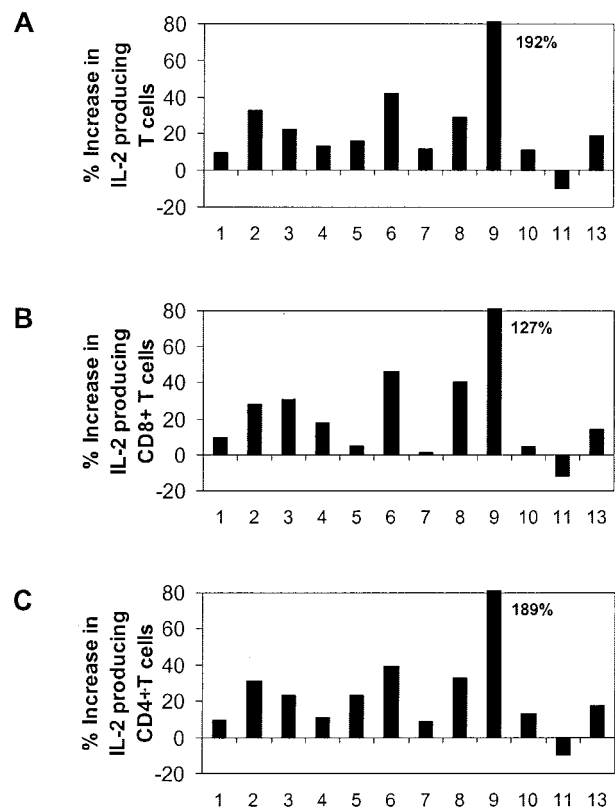 A
% Increase in
IL-2 producing
T cells
80
60
40
20
0
-20
192%
1 2 3 4 5 6 7 8 9 10 11 13
B
% Increase in
IL-2 producing
CD8+ T cells
80
60
40
20
0
-20
127%
1 2 3 4 5 6 7 8 9 10 11 13
C
% Increase in
IL-2 producing
CD4+T cells
80
60
40
20
0
-20
189%
1 2 3 4 5 6 7 8 9 10 11 13